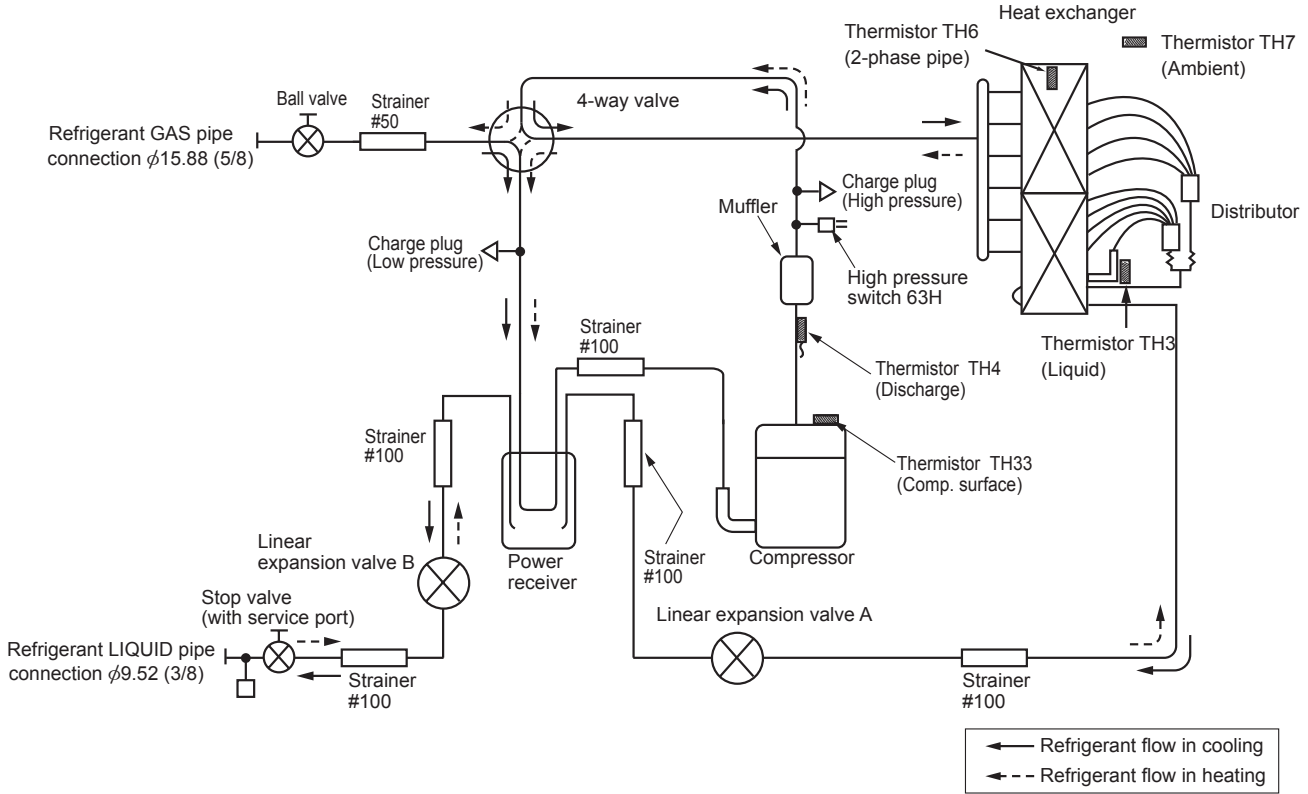 Heat exchanger
Thermistor TH6
(2-phase pipe)
Thermistor TH7
(Ambient)
Ball valve
Strainer
#50
4-way valve
Refrigerant GAS pipe
connection ϕ15.88 (5/8)
Charge plug
(High pressure)
Muffler
Distributor
Charge plug
(Low pressure)
High pressure
switch 63H
Strainer
#100
Thermistor TH3
(Liquid)
Thermistor TH4
(Discharge)
Strainer
#100
Thermistor TH33
(Comp. surface)
Linear
expansion valve B
Power
receiver
Strainer
#100
Compressor
Stop valve
(with service port)
Linear expansion valve A
Refrigerant LIQUID pipe
connection ϕ9.52 (3/8)
Strainer
#100
Strainer
#100
Refrigerant flow in cooling
Refrigerant flow in heating